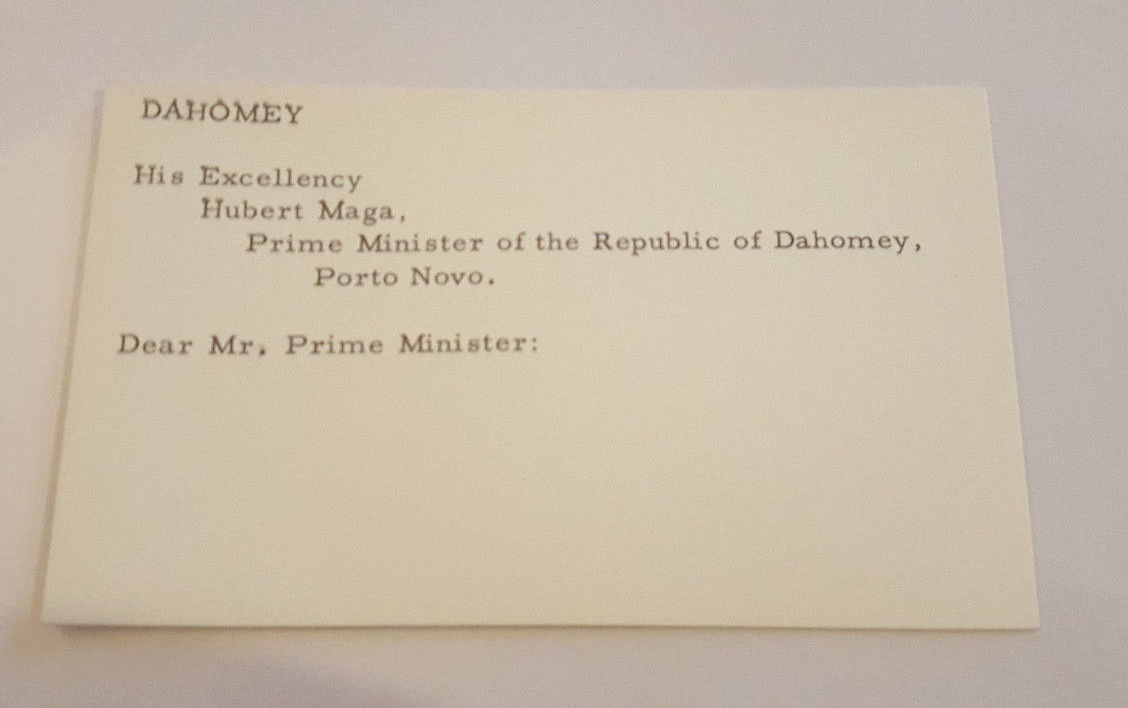 DAHOMEY
His Excellency
Hubert Maga,
Prime Minister of the Republic of Dahomey,
Porto Novo.
Dear Mr. Prime Minister: